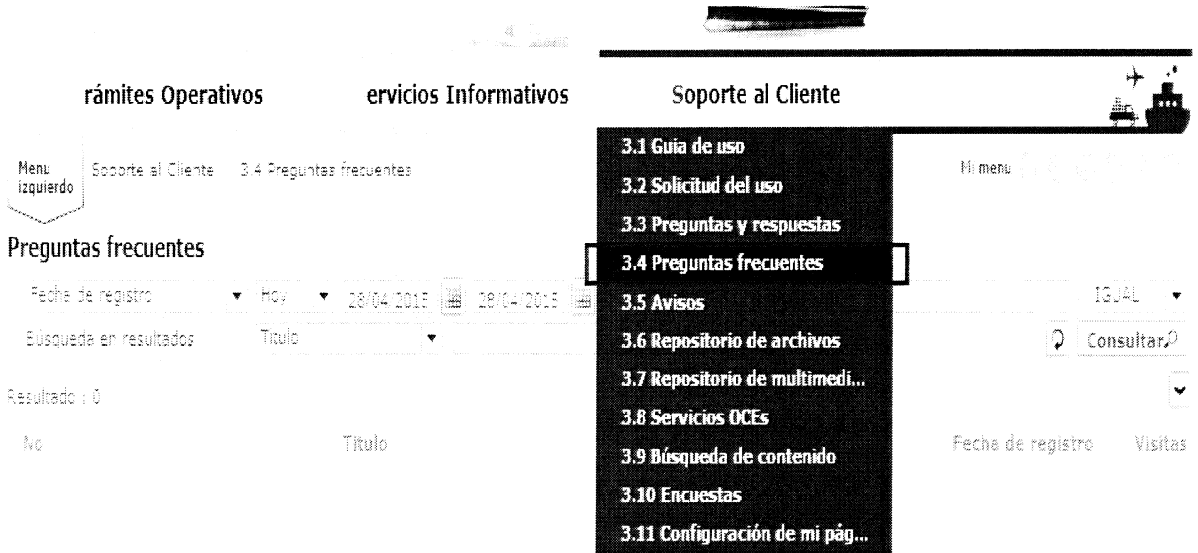 rámites Operativos ervicios Informativos Soporte al Cliente
Menu izquierdo
Soporte al Cliente 3.4 Preguntas frecuentes
Mi menu
Preguntas frecuentes
Fecha de registro Hoy 28/04/2015 28/04/2015 IGUAL
Búsqueda en resultados Titulo Consultar
Resultado : 0
No Titulo Fecha de registro Visitas
3.1 Guia de uso
3.2 Solicitud del uso
3.3 Preguntas y respuestas
3.4 Preguntas frecuentes
3.5 Avisos
3.6 Repositorio de archivos
3.7 Repositorio de multimedi...
3.8 Servicios OCEs
3.9 Búsqueda de contenido
3.10 Encuestas
3.11 Configuración de mi pág...